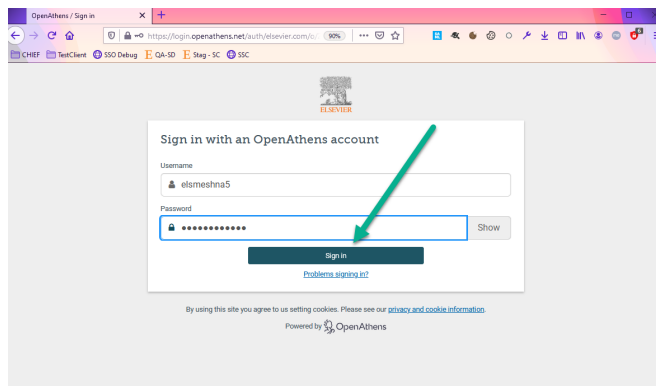 OpenAthens / Sign in
https://login.openathens.net/auth/elsevier.com/o/ 90%
CHIEF TestClient SSO Debug QA-SD Stag - SC SSC
ELSEVIER
Sign in with an OpenAthens account
Username
elsmeshna5
Password
Show
Sign in
Problems signing in?
By using this site you agree to us setting cookies. Please see our privacy and cookie information.
Powered by OpenAthens